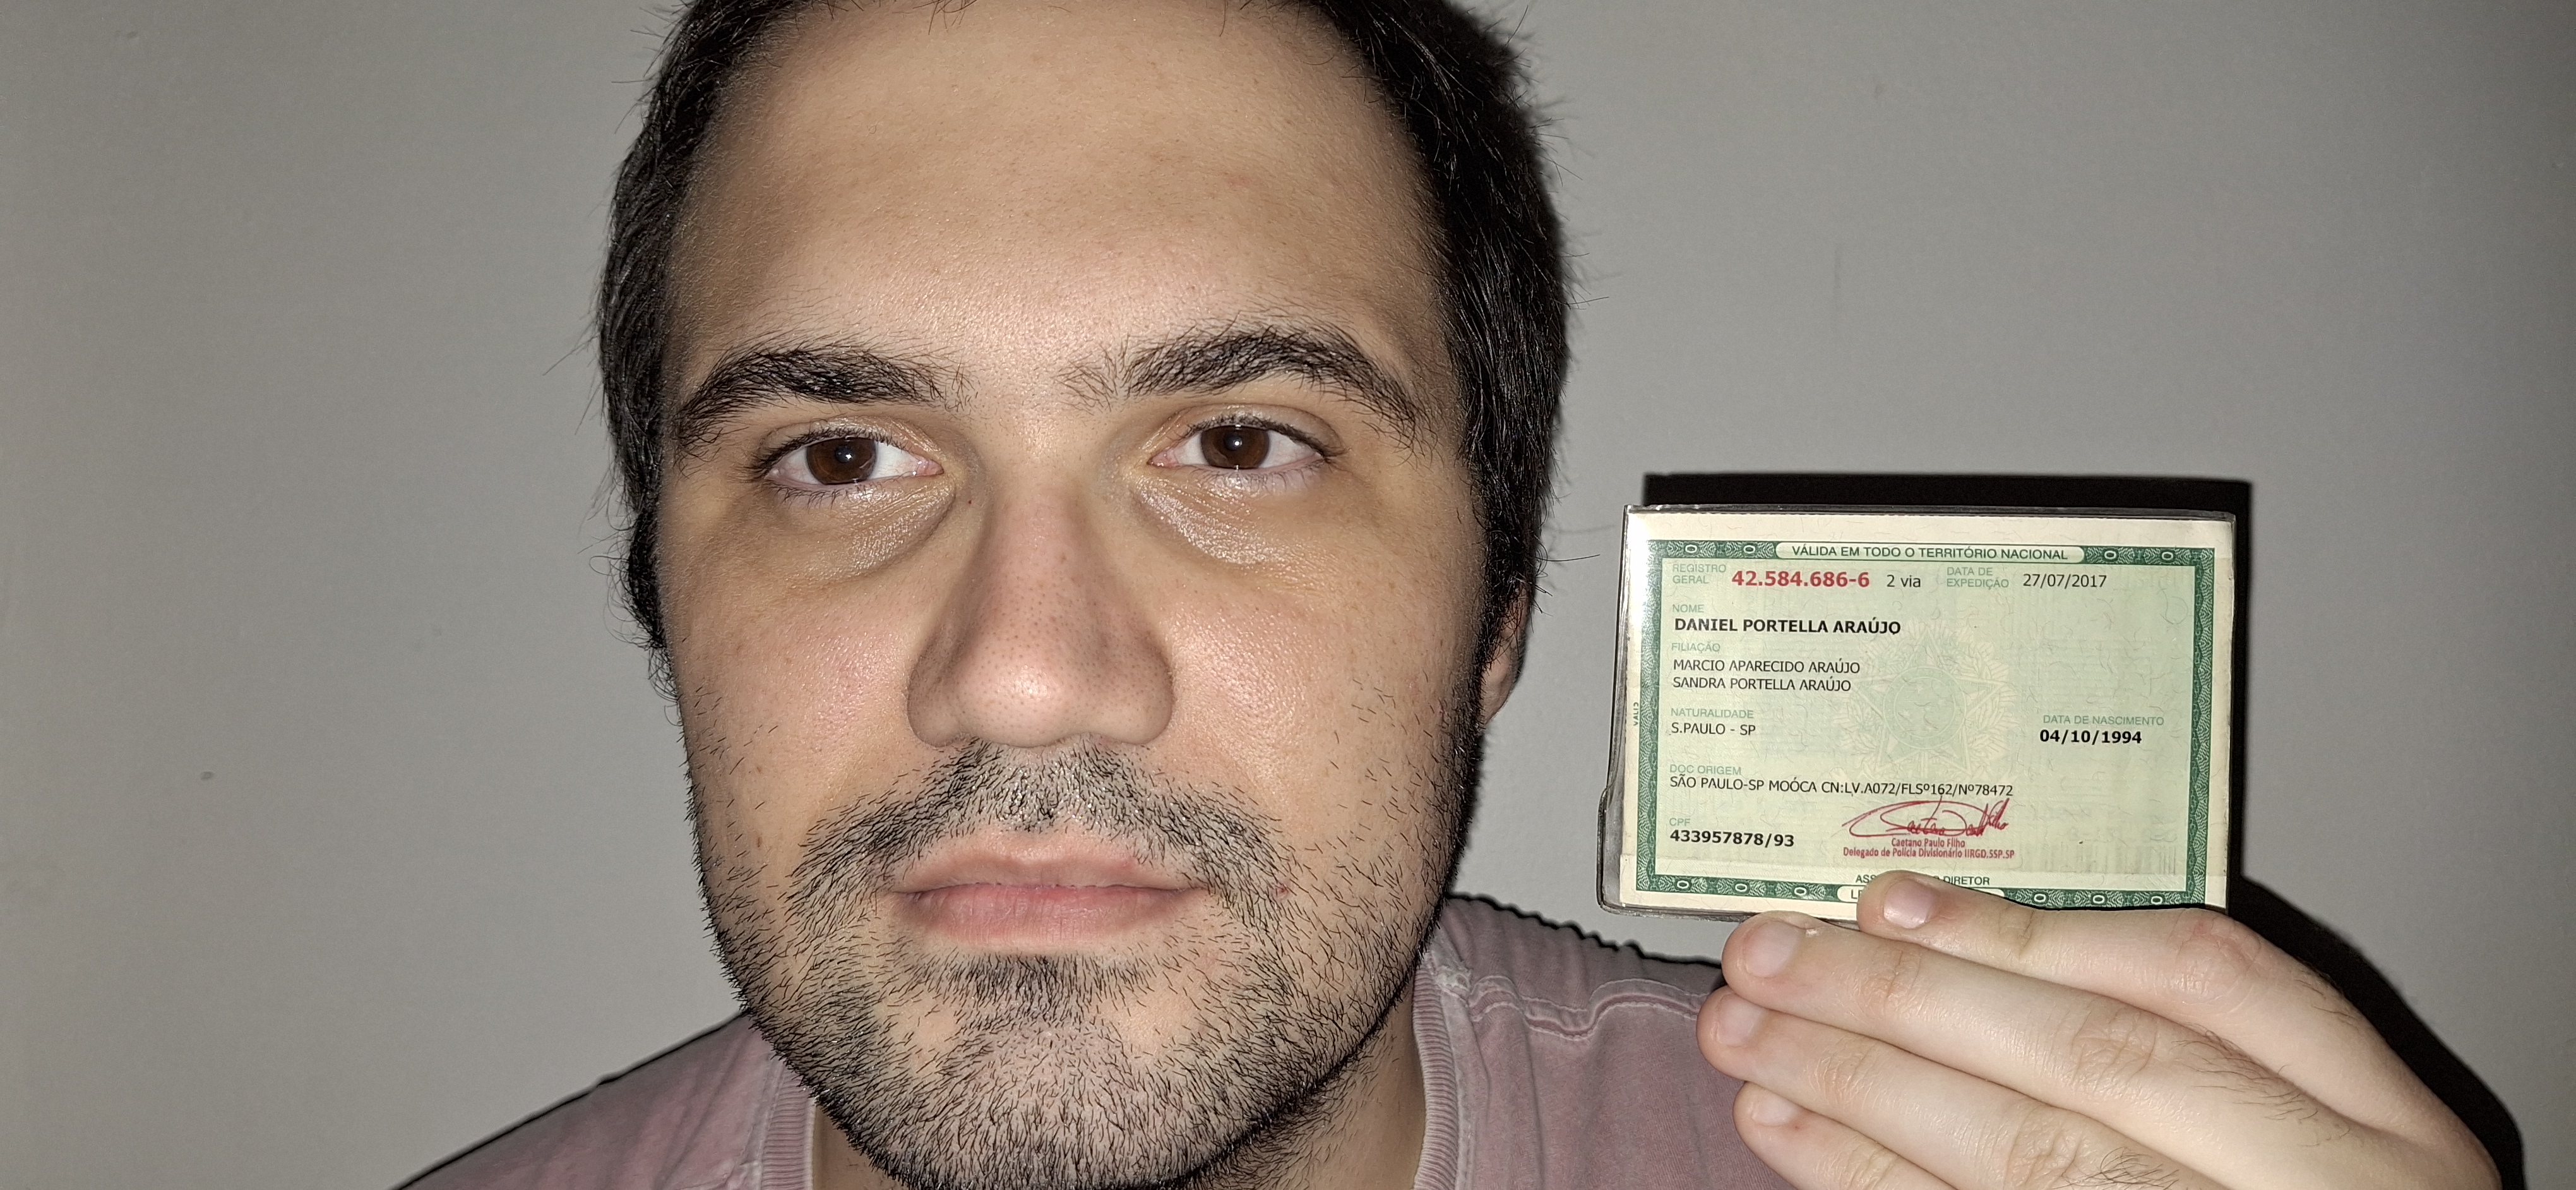 VÁLIDA EM TODO O TERRITÓRIO NACIONAL
REGISTRO GERAL 42.584.686-6 2 via DATA DE EXPEDIÇÃO 27/07/2017
NOME
DANIEL PORTELLA ARAÚJO
FILIAÇÃO
MARCIO APARECIDO ARAÚJO
SANDRA PORTELLA ARAÚJO
NATURALIDADE
S.PAULO - SP
DATA DE NASCIMENTO
04/10/1994
DOC ORIGEM
SÃO PAULO-SP MOÓCA CN:LV.A072/FLSº162/Nº78472
CPF
433957878/93
Caetano Paulo Filho
Delegado de Polícia Divisionário IIRGD.SSP.SP
DIRETOR